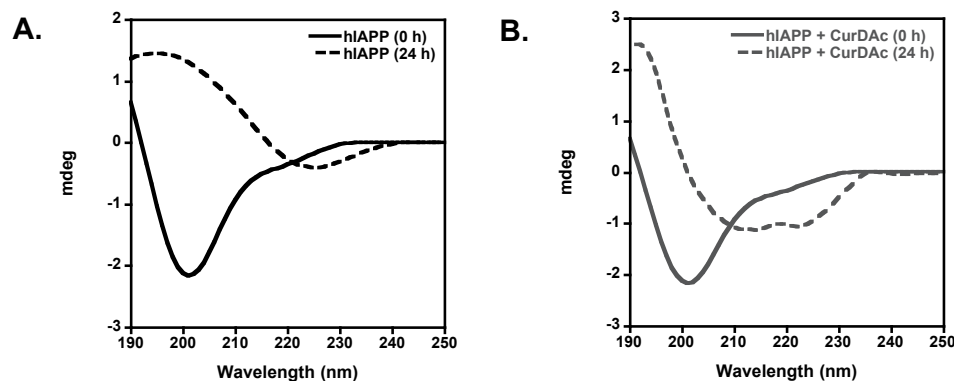 A.
hIAPP (0 h)
hIAPP (24 h)
mdeg
2
1
0
-1
-2
-3
190 200 210 220 230 240 250
Wavelength (nm)
B.
hIAPP + CurDAc (0 h)
hIAPP + CurDAc (24 h)
mdeg
3
2
1
0
-1
-2
-3
190 200 210 220 230 240 250
Wavelength (nm)